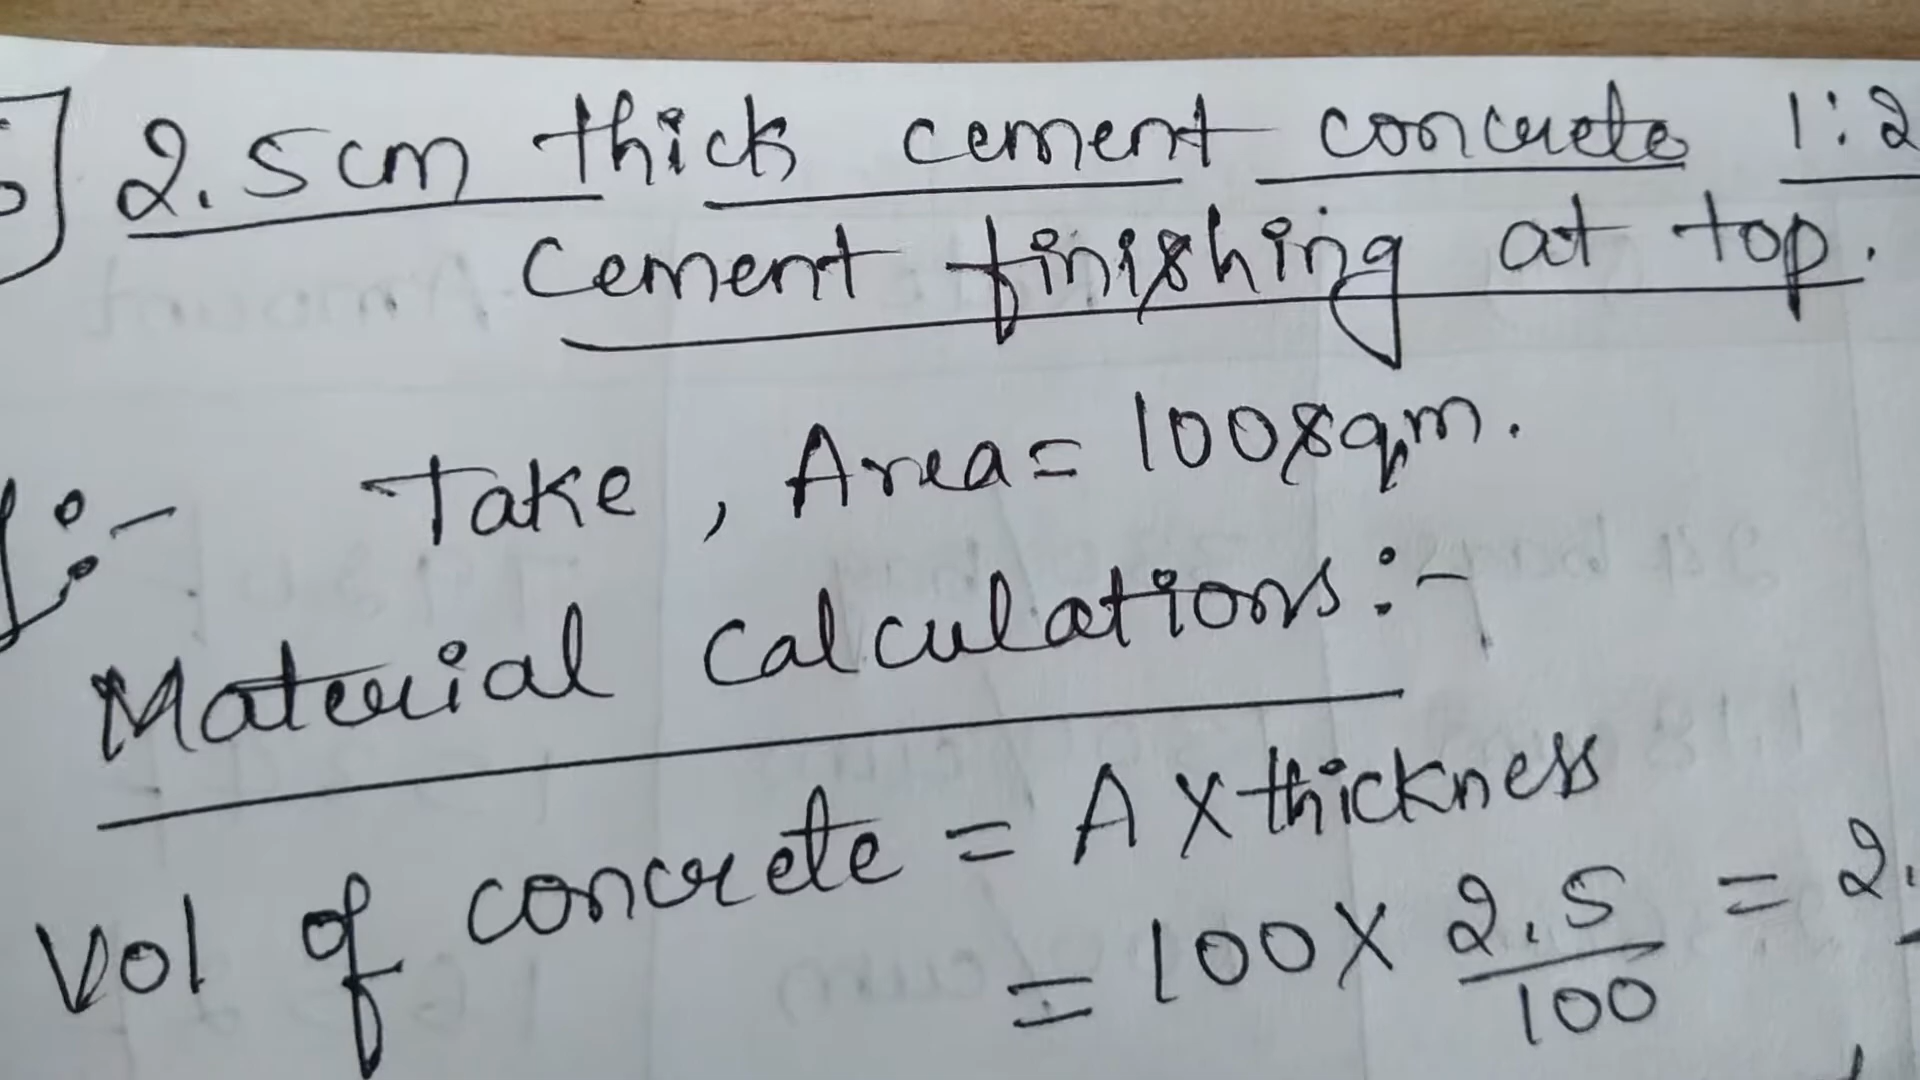 2.5cm thick cement concrete 1:2
Cement finishing at top.
Take, Area= 100sqm.
Material calculations:-
Vol of concrete = A X thickness
= 100 X 2.5/100 = 2.